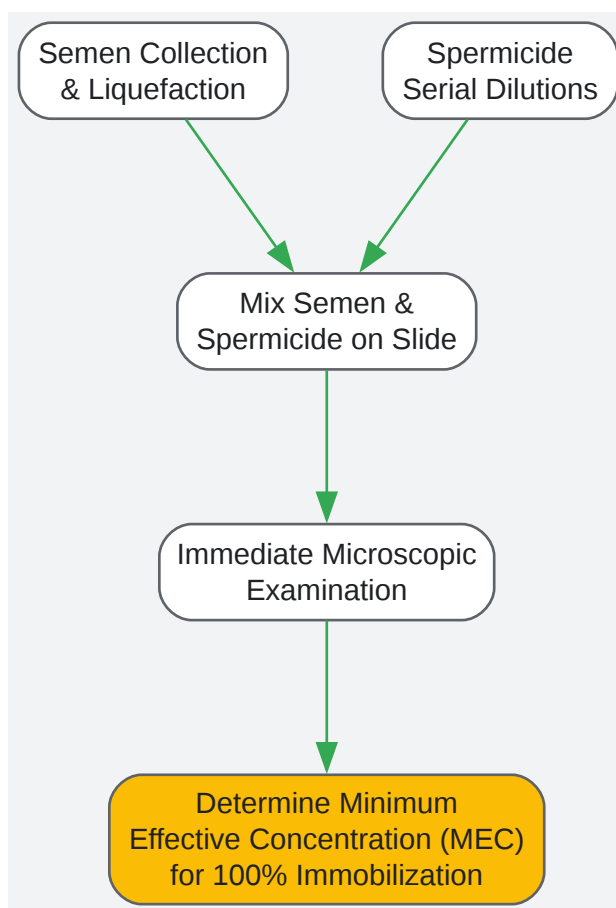 Semen Collection
& Liquefaction
Spermicide
Serial Dilutions
Mix Semen &
Spermicide on Slide
Immediate Microscopic
Examination
Determine Minimum
Effective Concentration (MEC)
for 100% Immobilization